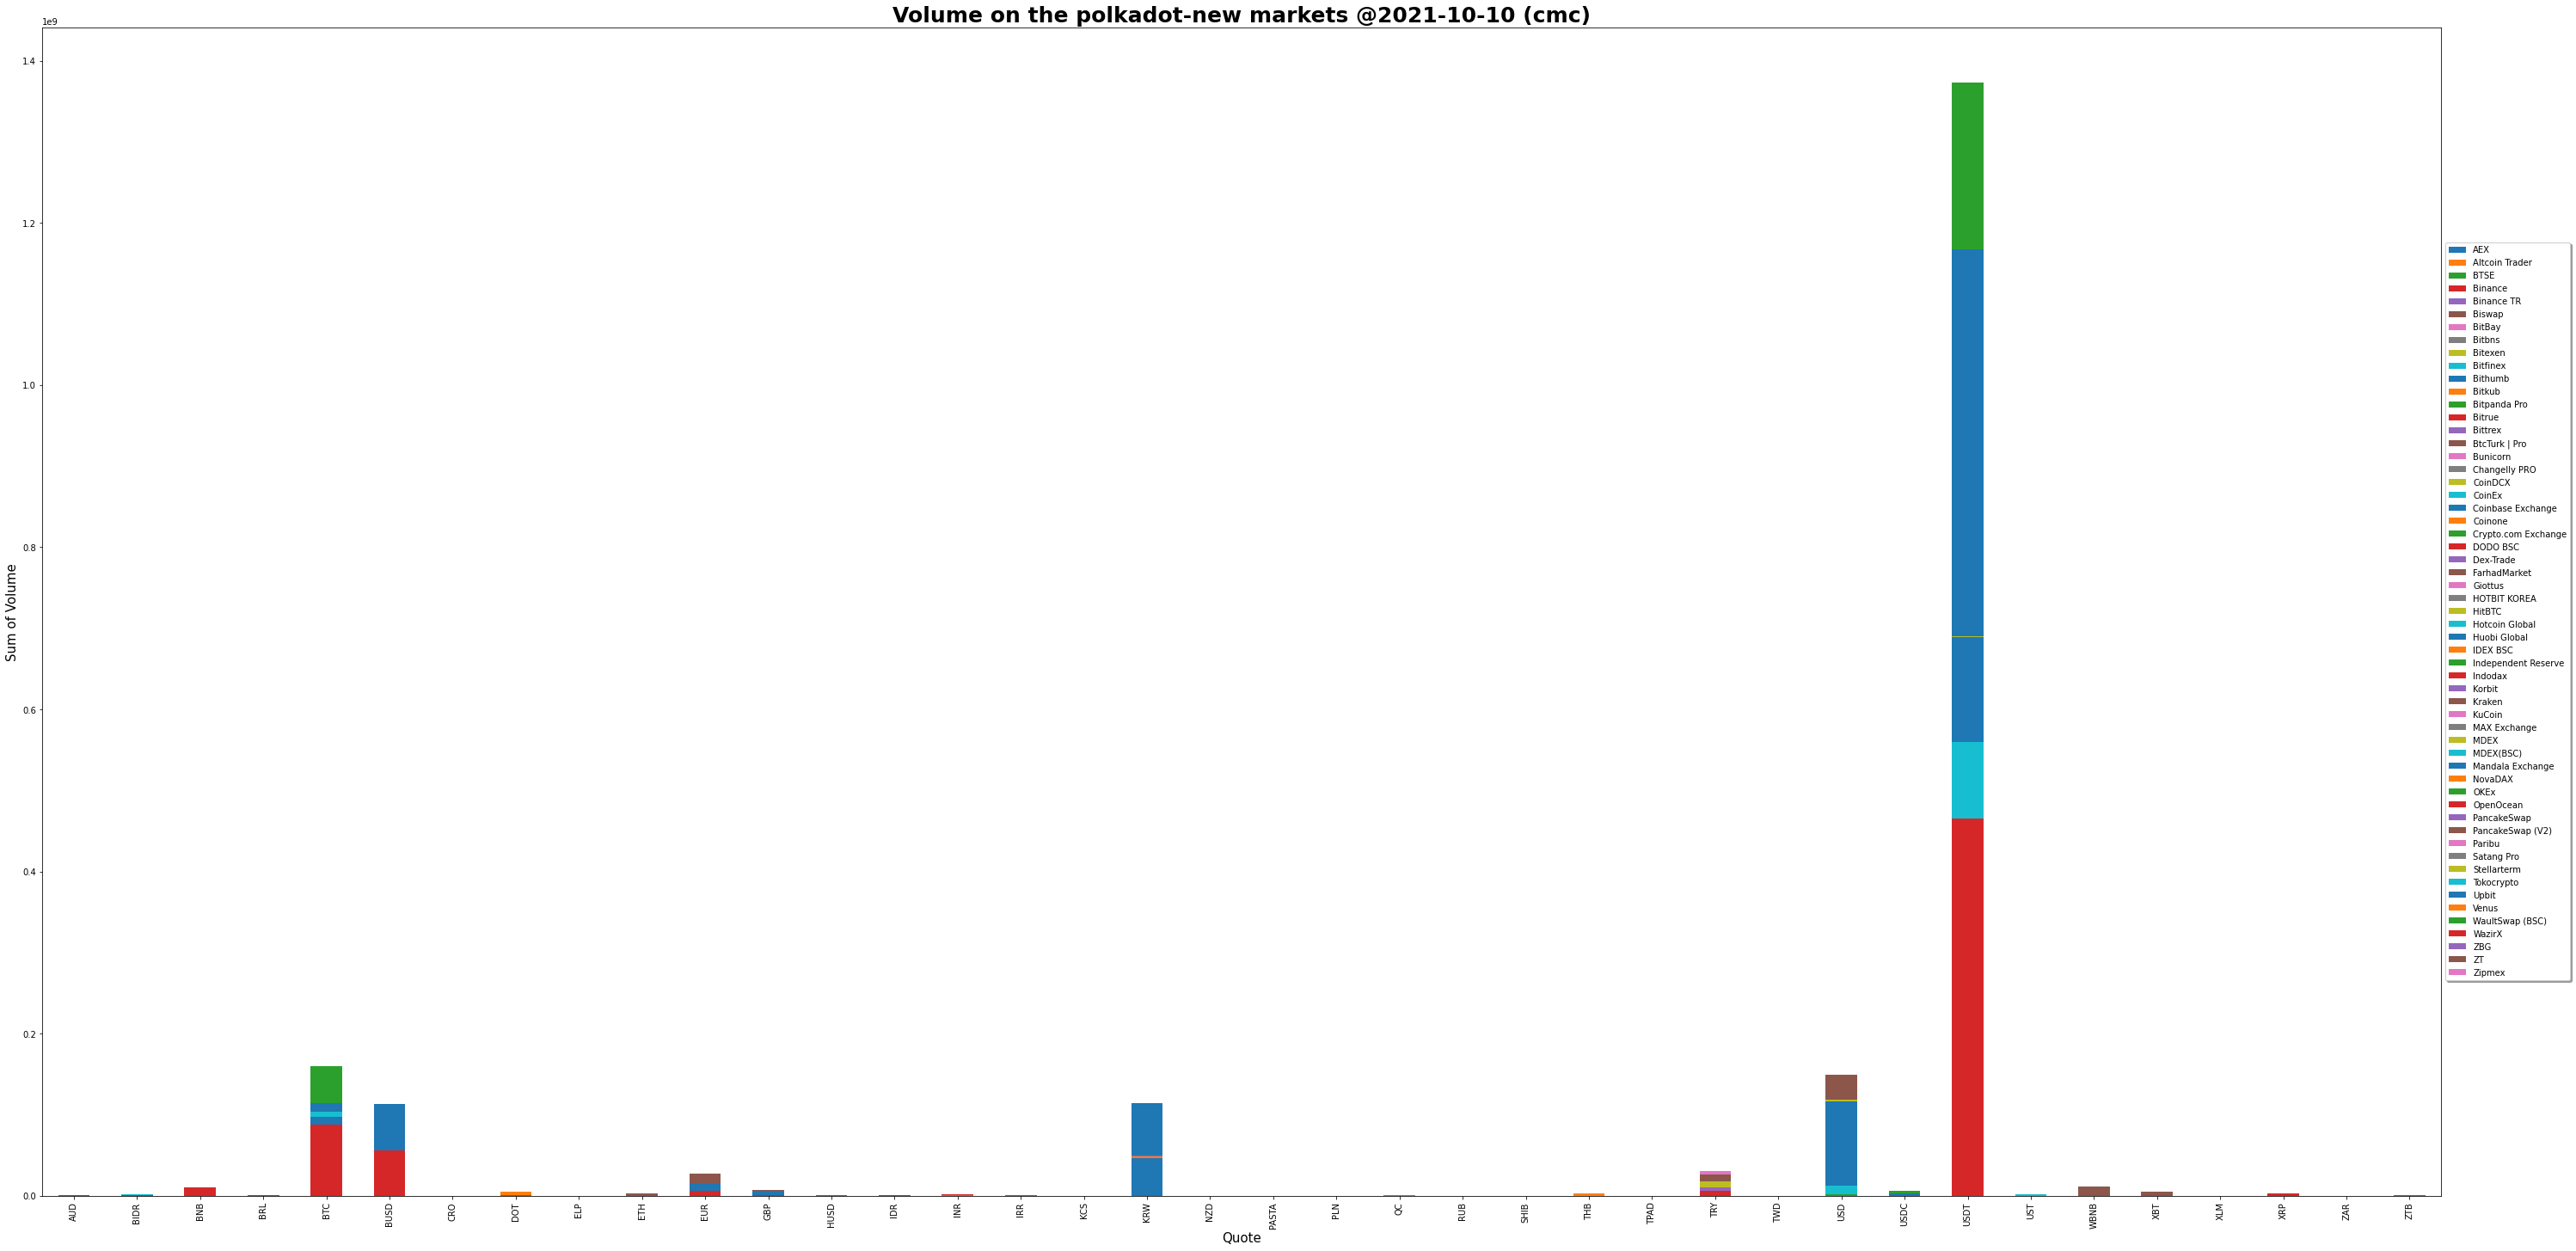 Volume on the polkadot-new markets @2021-10-10 (cmc)
1e9
1.4
1.2
1.0
0.8
0.6
0.4
0.2
0.0
Sum of Volume
AUD
BIDR
BNB
BRL
BTC
BUSD
CRO
DOT
ELP
ETH
EUR
GBP
HUSD
IDR
INR
IRR
KCS
KRW
NZD
PASTA
PLN
QC
RUB
SHIB
THB
TPAD
TRY
TWD
USD
USDC
USDT
UST
WBNB
XBT
XLM
XRP
ZAR
ZTB
Quote
AEX
Altcoin Trader
BTSE
Binance
Binance TR
Biswap
BitBay
Bitbns
Bitexen
Bitfinex
Bithumb
Bitkub
Bitpanda Pro
Bitrue
Bittrex
BtcTurk | Pro
Bunicorn
Changelly PRO
CoinDCX
CoinEx
Coinbase Exchange
Coinone
Crypto.com Exchange
DODO BSC
Dex-Trade
FarhadMarket
Giottus
HOTBIT KOREA
HitBTC
Hotcoin Global
Huobi Global
IDEX BSC
Independent Reserve
Indodax
Korbit
Kraken
KuCoin
MAX Exchange
MDEX
MDEX(BSC)
Mandala Exchange
NovaDAX
OKEx
OpenOcean
PancakeSwap
PancakeSwap (V2)
Paribu
Satang Pro
Stellarterm
Tokocrypto
Upbit
Venus
WaultSwap (BSC)
WazirX
ZBG
ZT
Zipmex